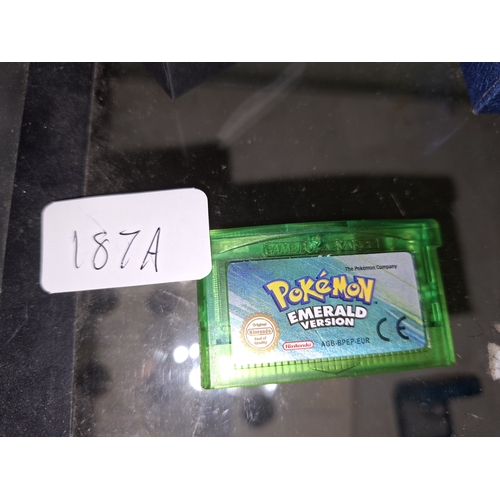 187A
GAME BOY ADVANCE
The Pokémon Company
POKéMON
EMERALD
VERSION
Original
Nintendo
Seal of
Quality
Nintendo
AGB-BPEP-EUR
CE